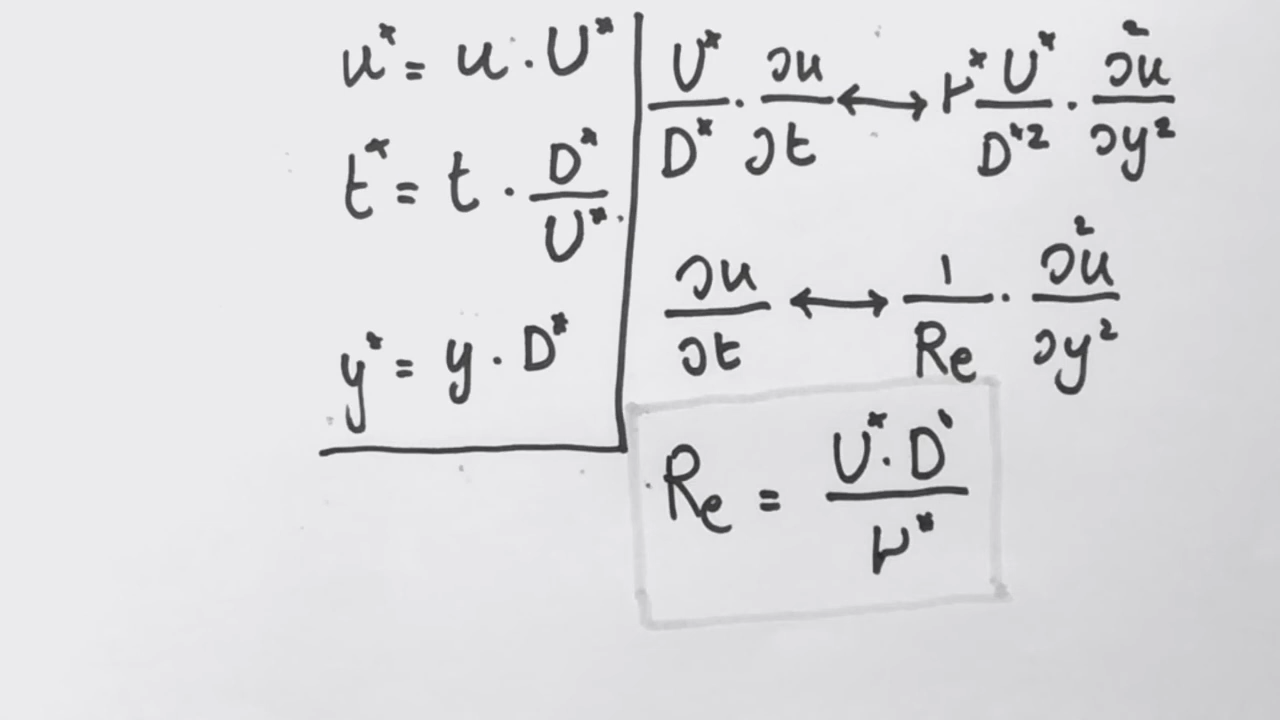 u* = u · U*
t* = t · D*/U*
y* = y · D*
U*/D* · ∂u/∂t ↔ μ* U*/D*² · ∂²u/∂y²
∂u/∂t ↔ 1/Re · ∂²u/∂y²
Re = U* · D*/μ*